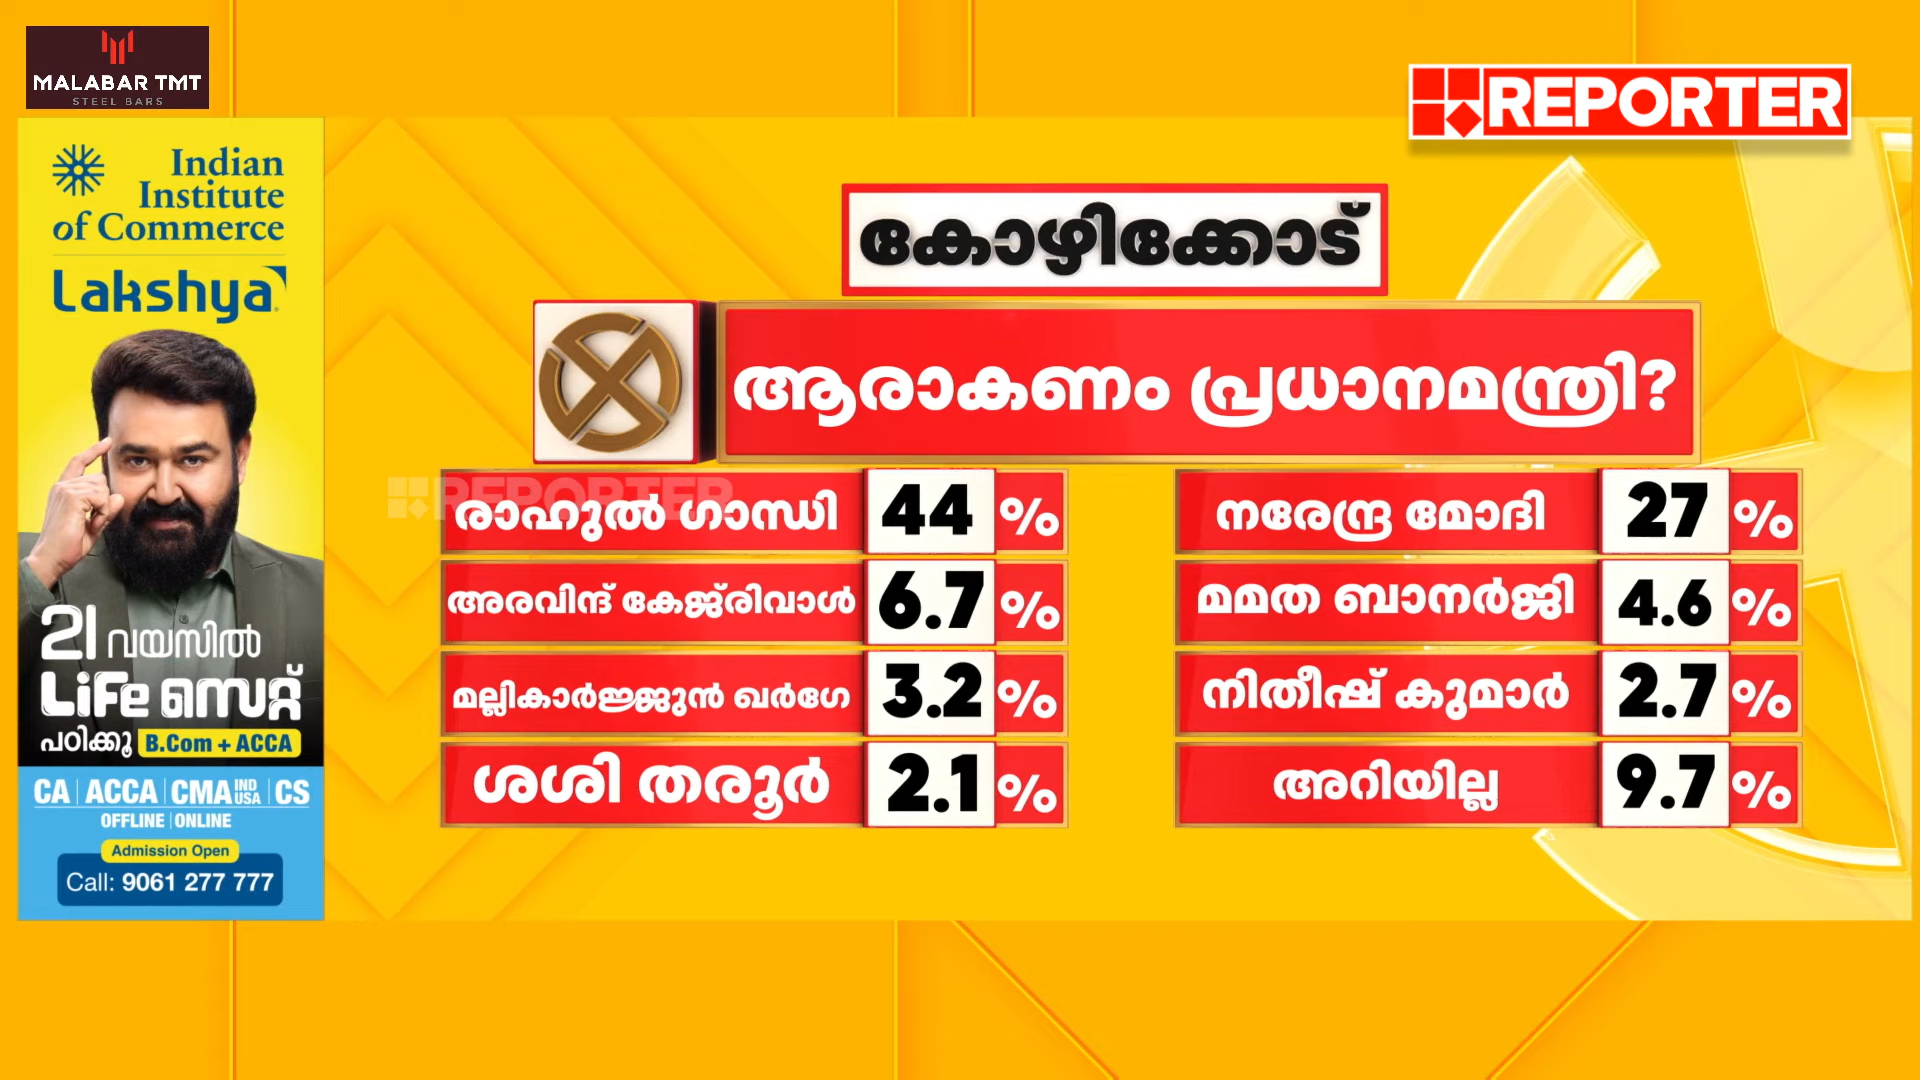 MALABAR TMT
STEEL BARS
REPORTER
Indian
Institute
of Commerce
Lakshya
21 വയസിൽ
LiFe സെറ്റ്
പഠിക്കൂ B.Com + ACCA
CA | ACCA | CMA IND USA | CS
OFFLINE | ONLINE
Admission Open
Call: 9061 277 777
കോഴിക്കോട്
ആരാകണം പ്രധാനമന്ത്രി?
REPORTER
രാഹുൽ ഗാന്ധി 44 %
നരേന്ദ്ര മോദി 27 %
അരവിന്ദ് കേജ്‌രിവാൾ 6.7 %
മമത ബാനർജി 4.6 %
മല്ലികാർജ്ജുൻ ഖർഗേ 3.2 %
നിതീഷ് കുമാർ 2.7 %
ശശി തരൂർ 2.1 %
അറിയില്ല 9.7 %